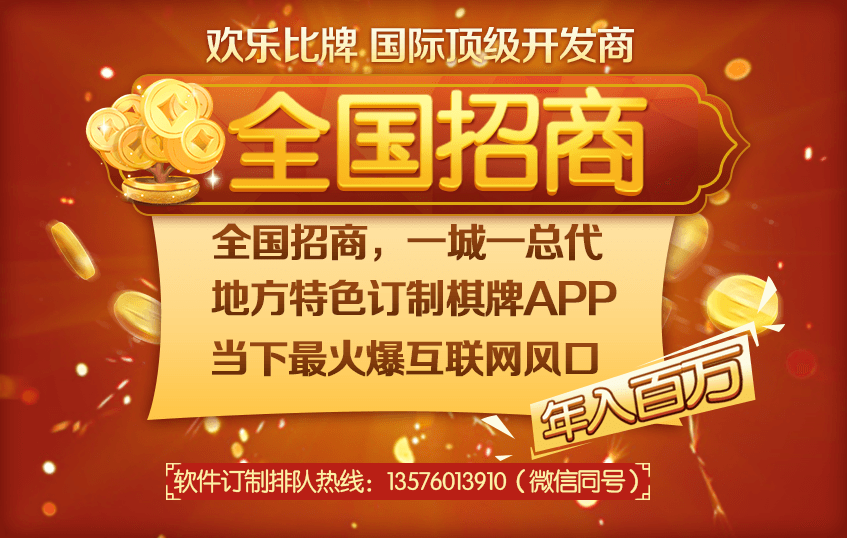 欢乐比牌 国际顶级开发商
全国招商
全国招商，一城一总代
地方特色订制棋牌APP
当下最火爆互联网风口
年入百万
软件订制排队热线：13576013910（微信同号）